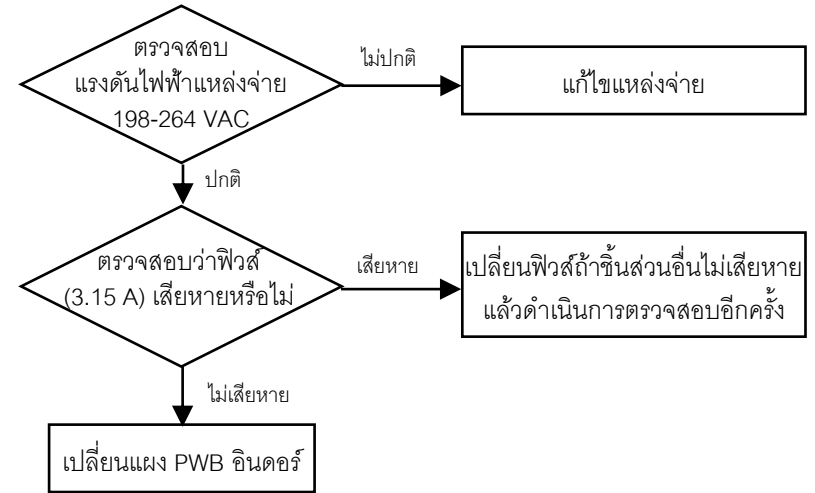 ตรวจสอบ
แรงดันไฟฟ้าแหล่งจ่าย
198-264 VAC
ไม่ปกติ
แก้ไขแหล่งจ่าย
ปกติ
ตรวจสอบว่าฟิวส์
(3.15 A) เสียหายหรือไม่
เสียหาย
เปลี่ยนฟิวส์ถ้าชิ้นส่วนอื่นไม่เสียหาย
แล้วดำเนินการตรวจสอบอีกครั้ง
ไม่เสียหาย
เปลี่ยนแผง PWB อินดอร์